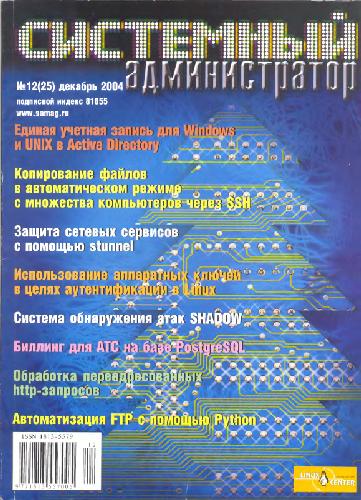 СИСТЕМНЫЙ
администратор
№12(25) декабрь 2004
подписной индекс 81655
www.samag.ru
Единая учетная запись для Windows
и UNIX в Active Directory
Копирование файлов
в автоматическом режиме
с множества компьютеров через SSH
Защита сетевых сервисов
с помощью stunnel
Использование аппаратных ключей
в целях аутентификации в Linux
Система обнаружения атак SHADOW
Биллинг для АТС на базе PostgreSQL
Обработка переадресованных
http-запросов
Автоматизация FTP с помощью Python
LINUX
CENTER